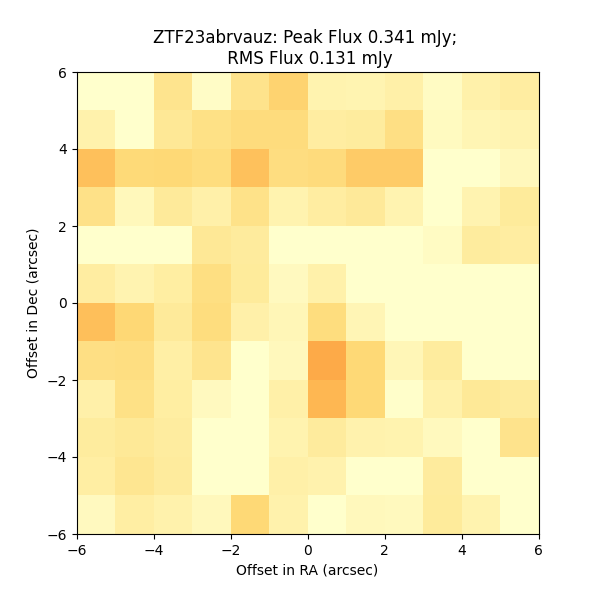 ZTF23abrvauz: Peak Flux 0.341 mJy;
RMS Flux 0.131 mJy
6
4
2
0
−2
−4
−6
Offset in Dec (arcsec)
−6 −4 −2 0 2 4 6
Offset in RA (arcsec)